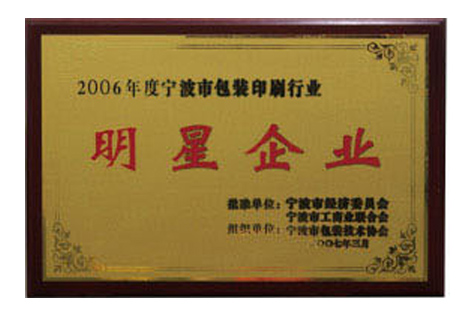 2006年度宁波市包装印刷行业
明星企业
批准单位：宁波市经济委员会
宁波市工商业联合会
组织单位：宁波市包装技术协会
二〇〇七年三月